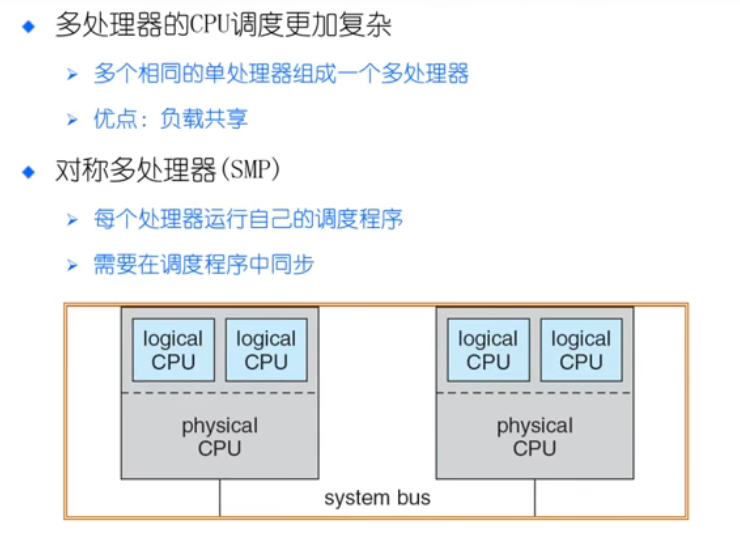 多处理器的CPU调度更加复杂
多个相同的单处理器组成一个多处理器
优点：负载共享
对称多处理器(SMP)
每个处理器运行自己的调度程序
需要在调度程序中同步
logical CPU
logical CPU
physical CPU
logical CPU
logical CPU
physical CPU
system bus